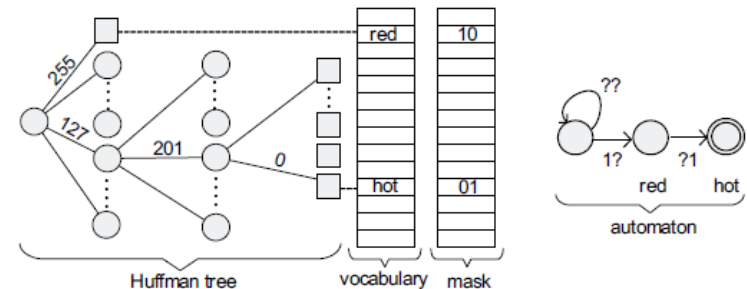 255
127
201
0
red
10
hot
01
??
1?
?1
red
hot
automaton
Huffman tree
vocabulary
mask